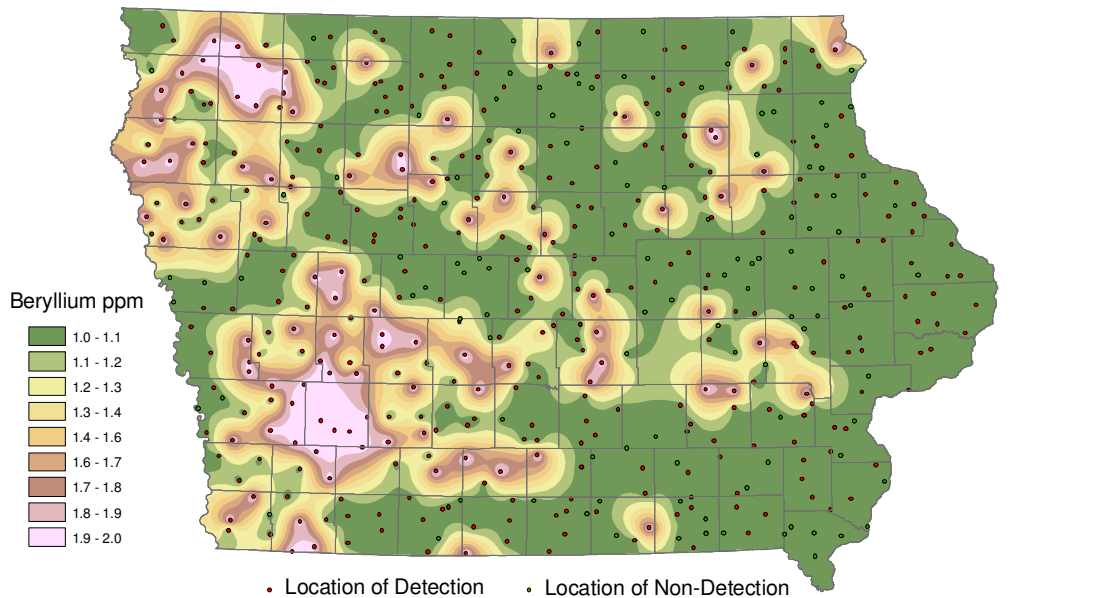 Beryllium ppm
1.0 - 1.1
1.1 - 1.2
1.2 - 1.3
1.3 - 1.4
1.4 - 1.6
1.6 - 1.7
1.7 - 1.8
1.8 - 1.9
1.9 - 2.0
Location of Detection
Location of Non-Detection